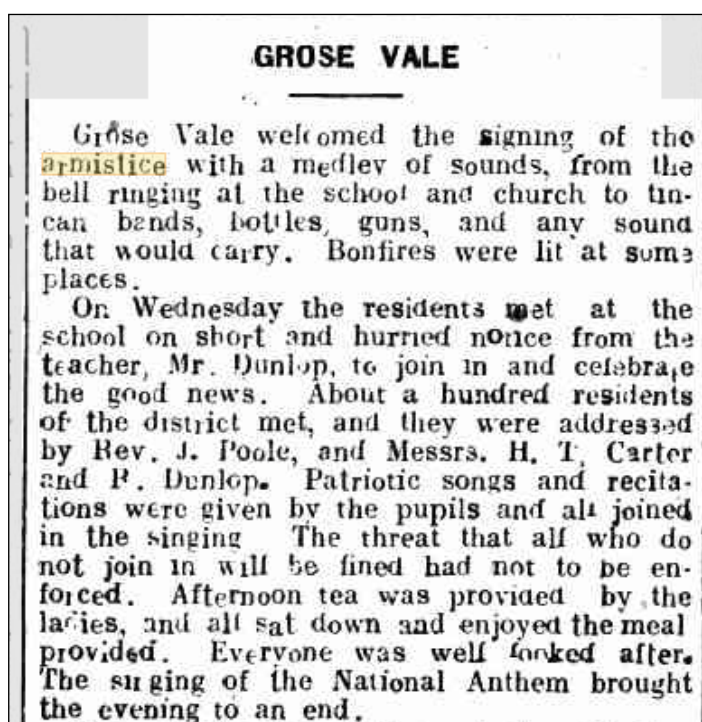 GROSE VALE
Grose Vale welcomed the signing of the
armistice with a medley of sounds, from the
bell ringing at the school and church to tin-
can bands, bottles, guns, and any sound
that would carry. Bonfires were lit at some
places.
On Wednesday the residents met at the
school on short and hurried notice from the
teacher, Mr. Dunlop, to join in and celebrate
the good news. About a hundred residents
of the district met, and they were addressed
by Rev. J. Poole, and Messrs. H. T. Carter
and Dunlop. Patriotic songs and recita-
tions were given by the pupils and all joined
in the singing The threat that all who do
not join in will be fined had not to be en-
forced. Afternoon tea was provided by the
ladies, and all sat down and enjoyed the meal
provided. Everyone was well looked after.
The singing of the National Anthem brought
the evening to an end.